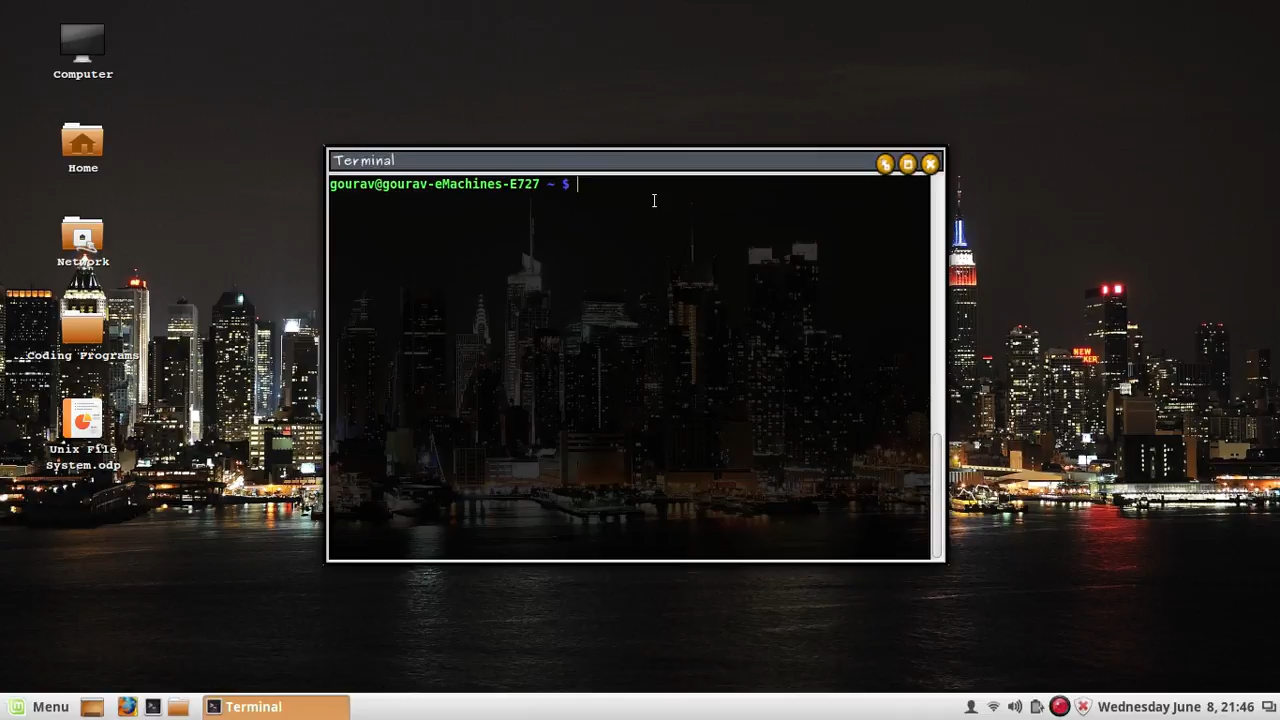 Computer
Home
Network
Coding Programs
Unix File
System.odp
Terminal
gourav@gourav-eMachines-E727 ~ $
NEW
Menu
Terminal
Wednesday June 8, 21:46